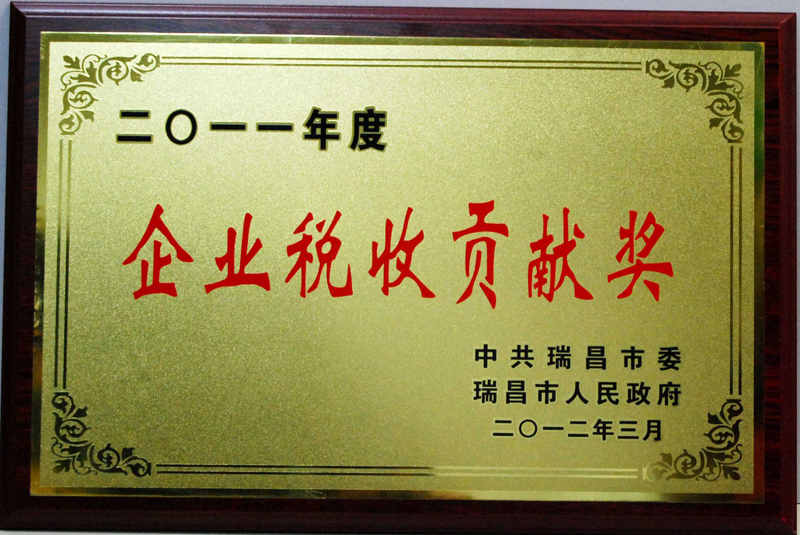 二〇一一年度
企业税收贡献奖
中共瑞昌市委
瑞昌市人民政府
二〇一二年三月